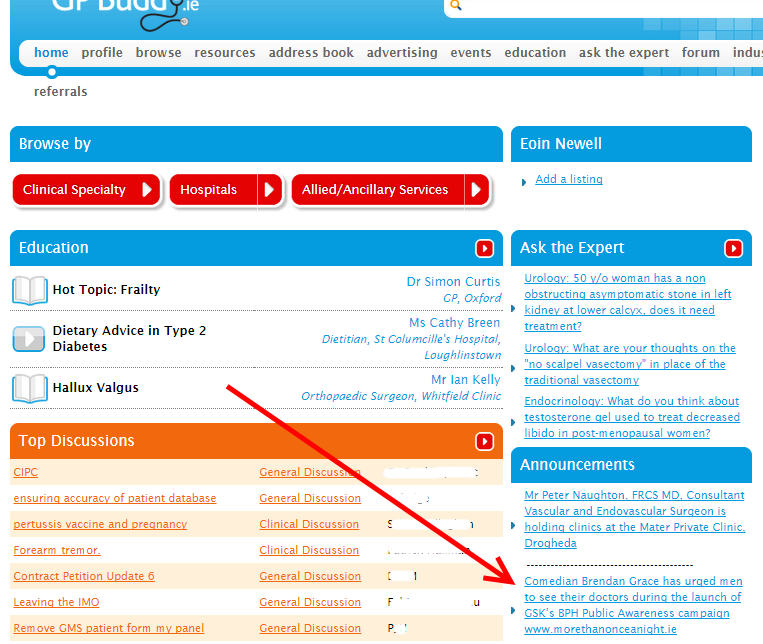 GP Buddy.ie
home profile browse resources address book advertising events education ask the expert forum indus
referrals
Browse by
Clinical Specialty Hospitals Allied/Ancillary Services
Eoin Newell
Add a listing
Education
Hot Topic: Frailty
Dr Simon Curtis
GP, Oxford
Dietary Advice in Type 2
Diabetes
Ms Cathy Breen
Dietitian, St Columcille's Hospital,
Loughlinstown
Hallux Valgus
Mr Ian Kelly
Orthopaedic Surgeon, Whitfield Clinic
Ask the Expert
Urology: 50 y/o woman has a non
obstructing asymptomatic stone in left
kidney at lower calcyx, does it need
treatment?
Urology: What are your thoughts on the
"no scalpel vasectomy" in place of the
traditional vasectomy
Endocrinology: What do you think about
testosterone gel used to treat decreased
libido in post-menopausal women?
Top Discussions
CIPC General Discussion
ensuring accuracy of patient database General Discussion
pertussis vaccine and pregnancy Clinical Discussion
Forearm tremor. Clinical Discussion
Contract Petition Update 6 General Discussion
Leaving the IMO General Discussion
Remove GMS patient form my panel General Discussion
Announcements
Mr Peter Naughton, FRCS MD, Consultant
Vascular and Endovascular Surgeon is
holding clinics at the Mater Private Clinic,
Drogheda
------------------------------------
Comedian Brendan Grace has urged men
to see their doctors during the launch of
GSK's BPH Public Awareness campaign
www.morethanonceanight.ie